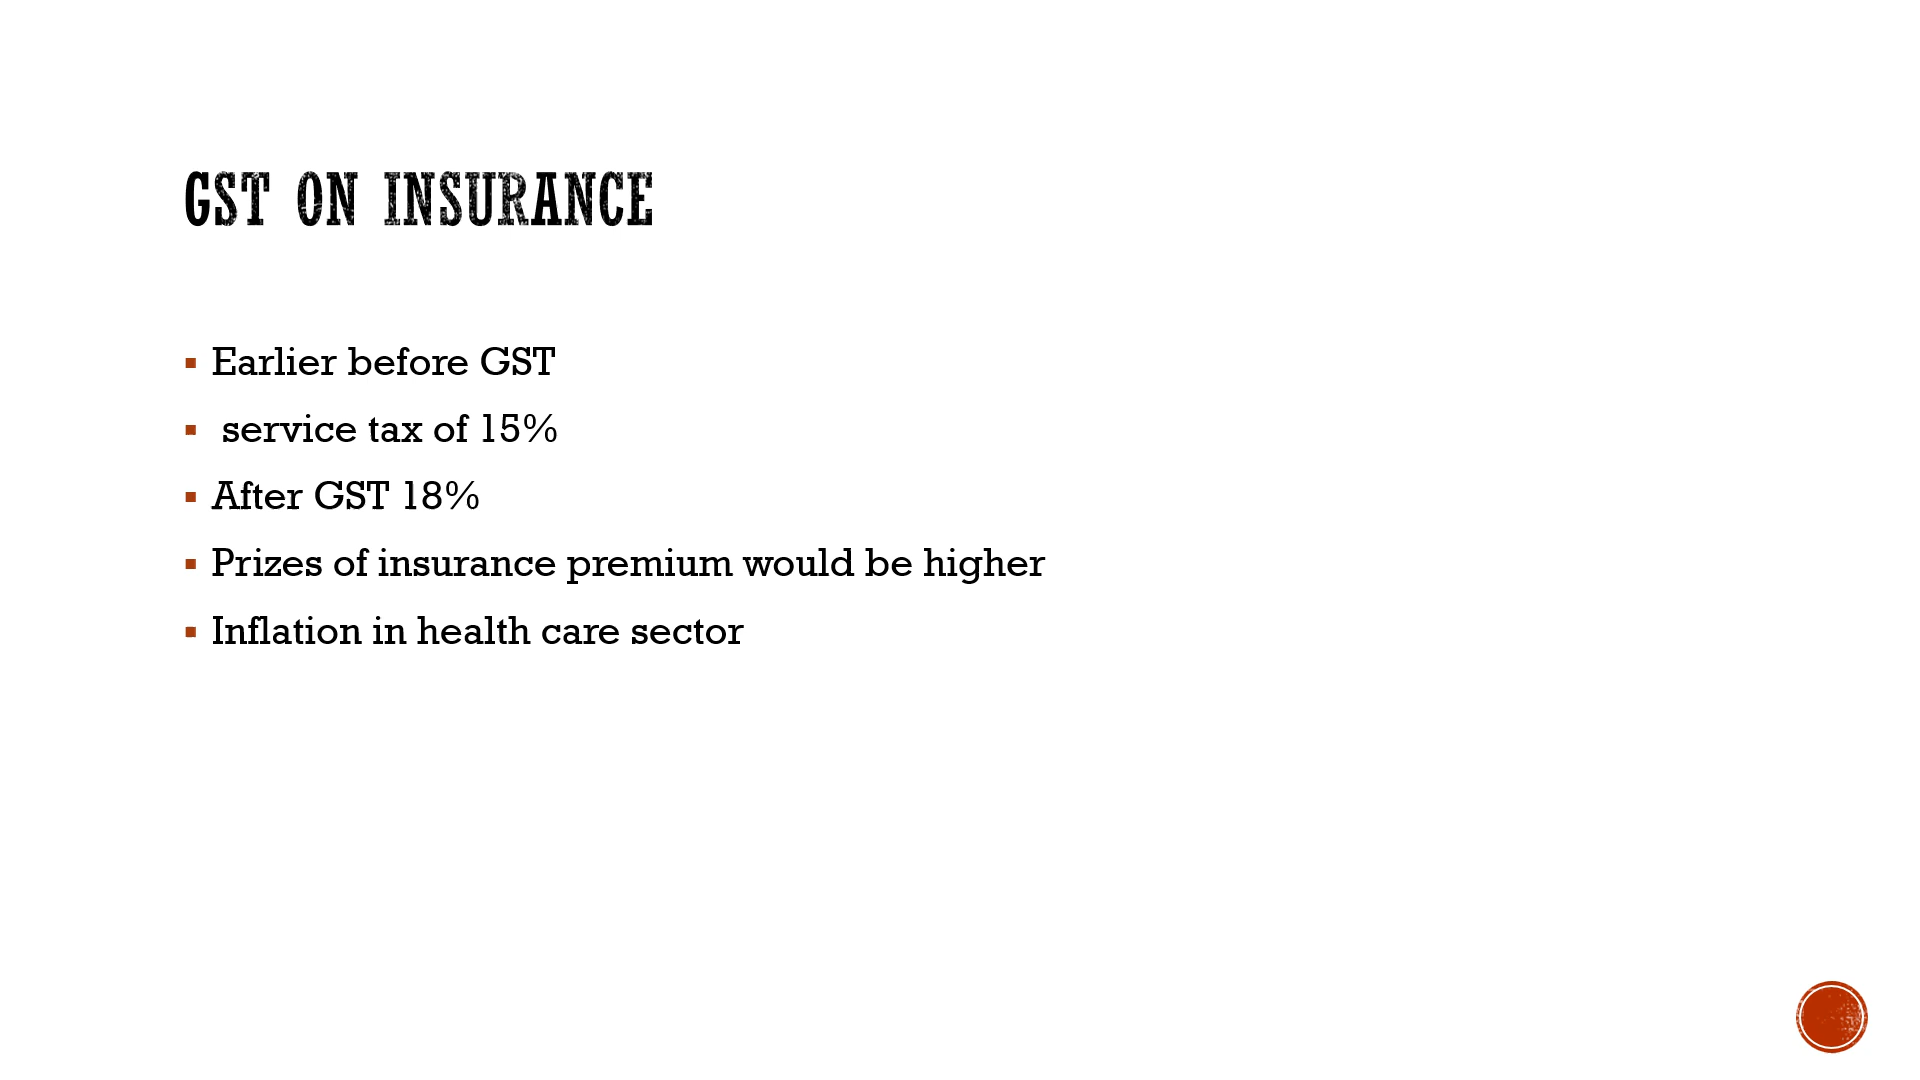 GST ON INSURANCE
▪ Earlier before GST
▪ service tax of 15%
▪ After GST 18%
▪ Prizes of insurance premium would be higher
▪ Inflation in health care sector